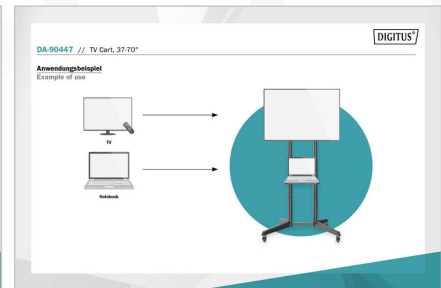 DIGITUS®
DA-90447 // TV Cart, 37-70"
Anwendungsbeispiel
Example of use
TV
Notebook